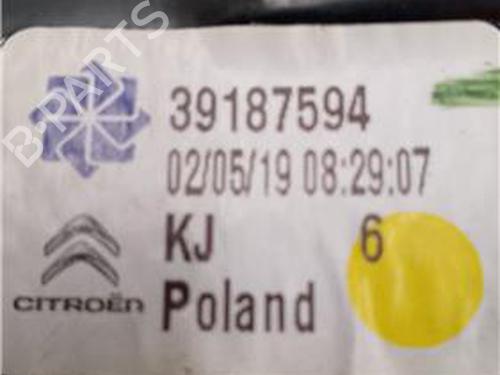 B-PARTS
39187594
02/05/19 08:29:07
KJ 6
CITROËN
Poland